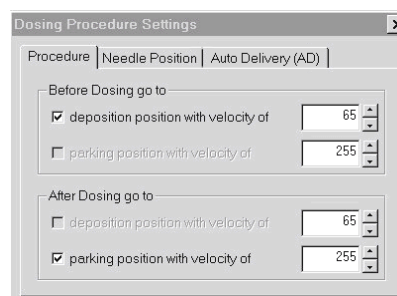 Dosing Procedure Settings
Procedure Needle Position Auto Delivery (AD)
Before Dosing go to
deposition position with velocity of 65
parking position with velocity of 255
After Dosing go to
deposition position with velocity of 65
parking position with velocity of 255